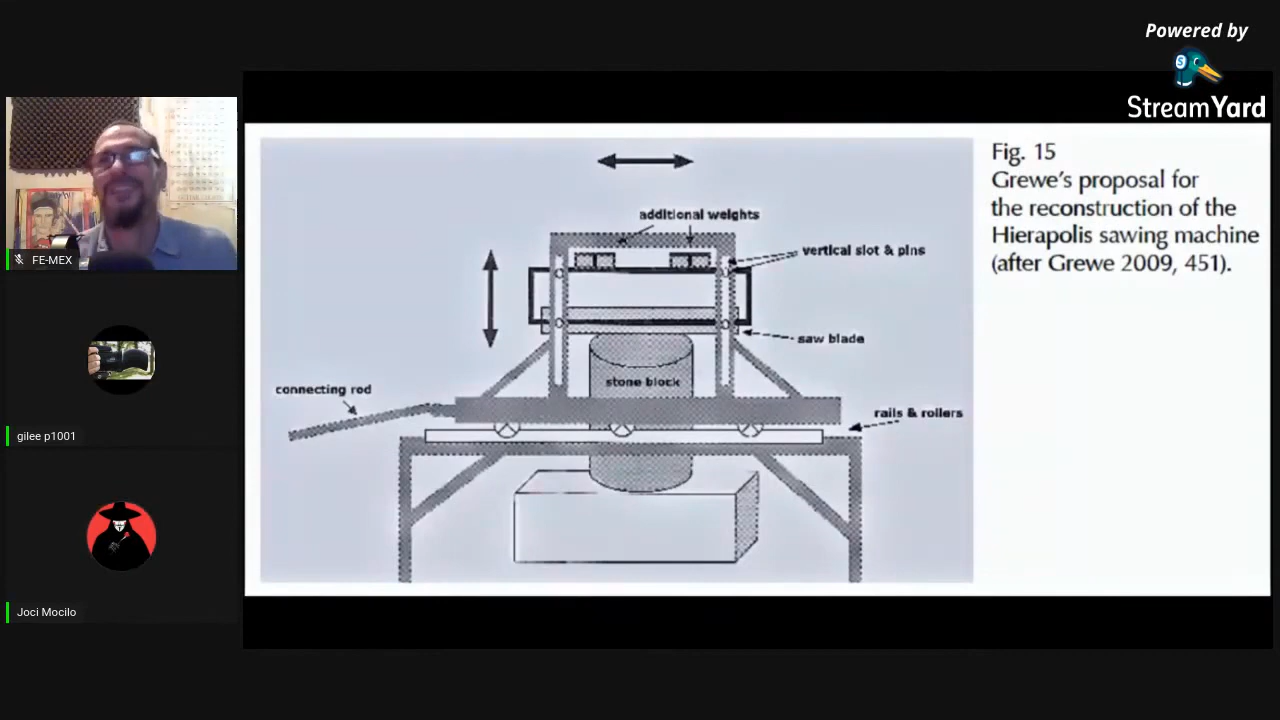 Powered by
StreamYard
FE-MEX
gilee p1001
Joci Mocilo
additional weights
vertical slot & pins
saw blade
connecting rod
stone block
rails & rollers
Fig. 15
Grewe's proposal for
the reconstruction of the
Hierapolis sawing machine
(after Grewe 2009, 451).